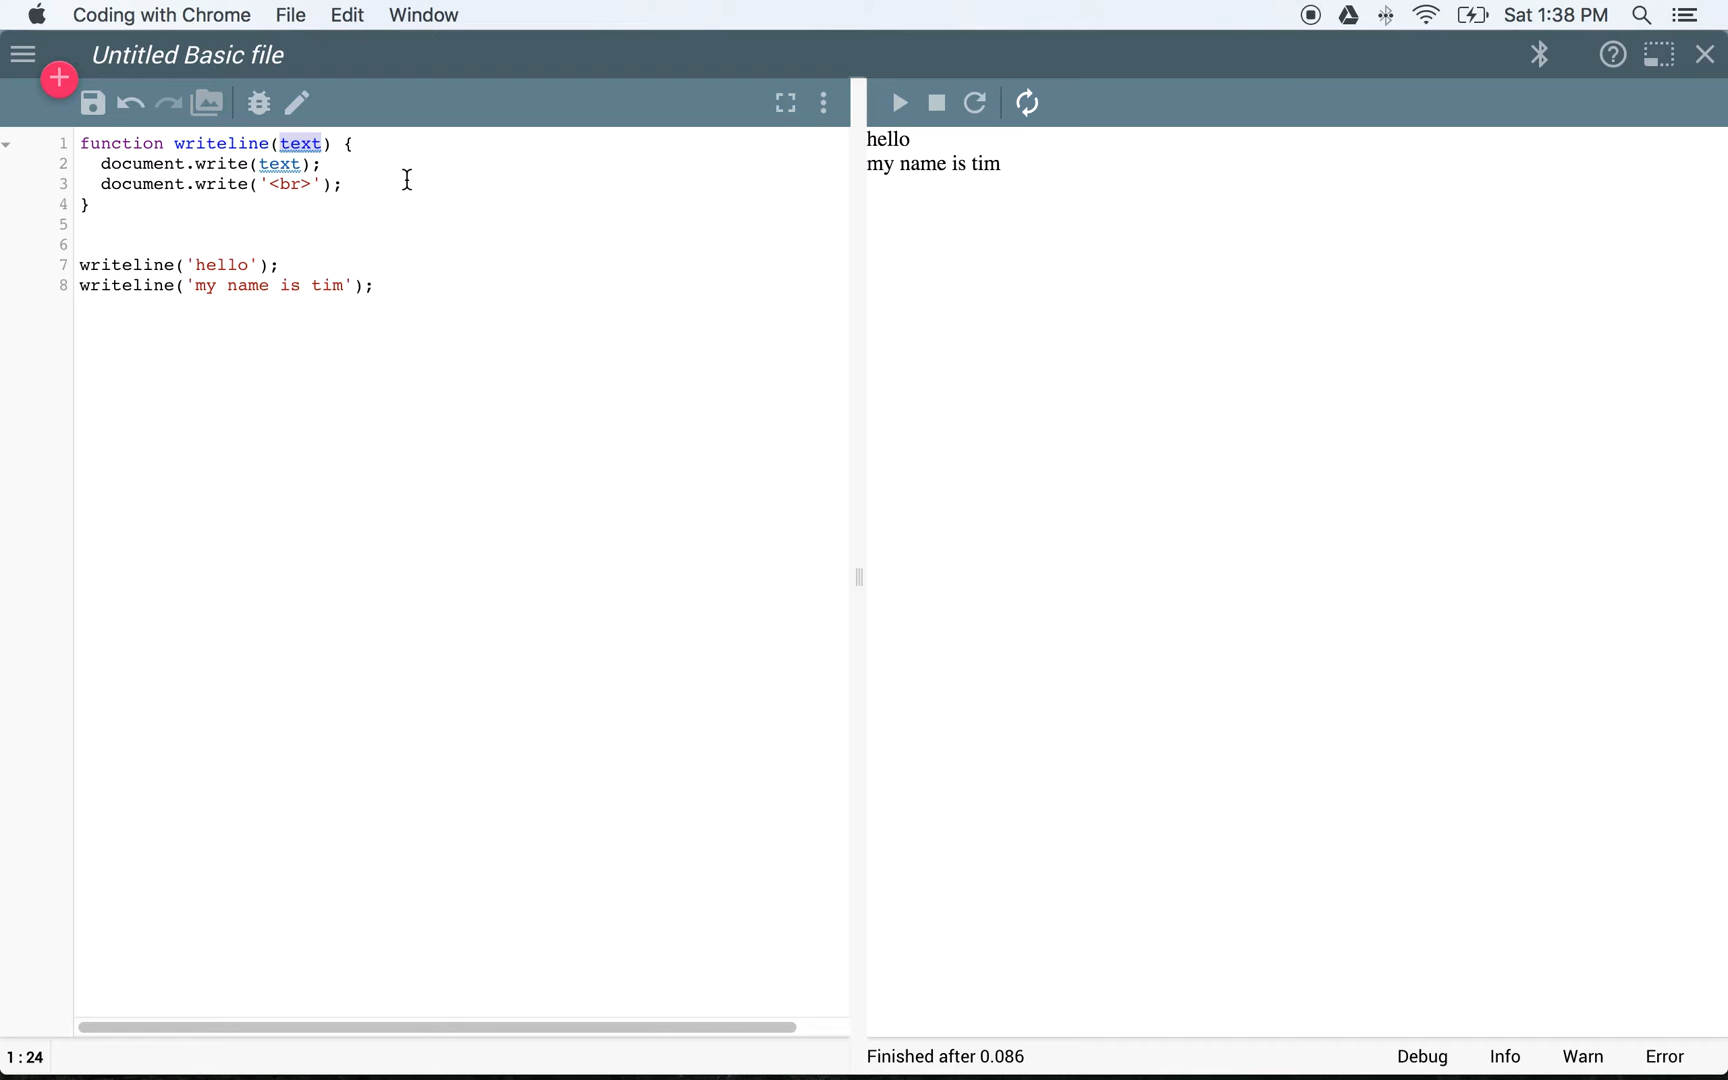 Coding with Chrome File Edit Window Sat 1:38 PM
Untitled Basic file
1 function writeline(text) {
2 document.write(text);
3 document.write('<br>');
4 }
5
6
7 writeline('hello');
8 writeline('my name is tim');
hello
my name is tim
1 : 24
Finished after 0.086 Debug Info Warn Error